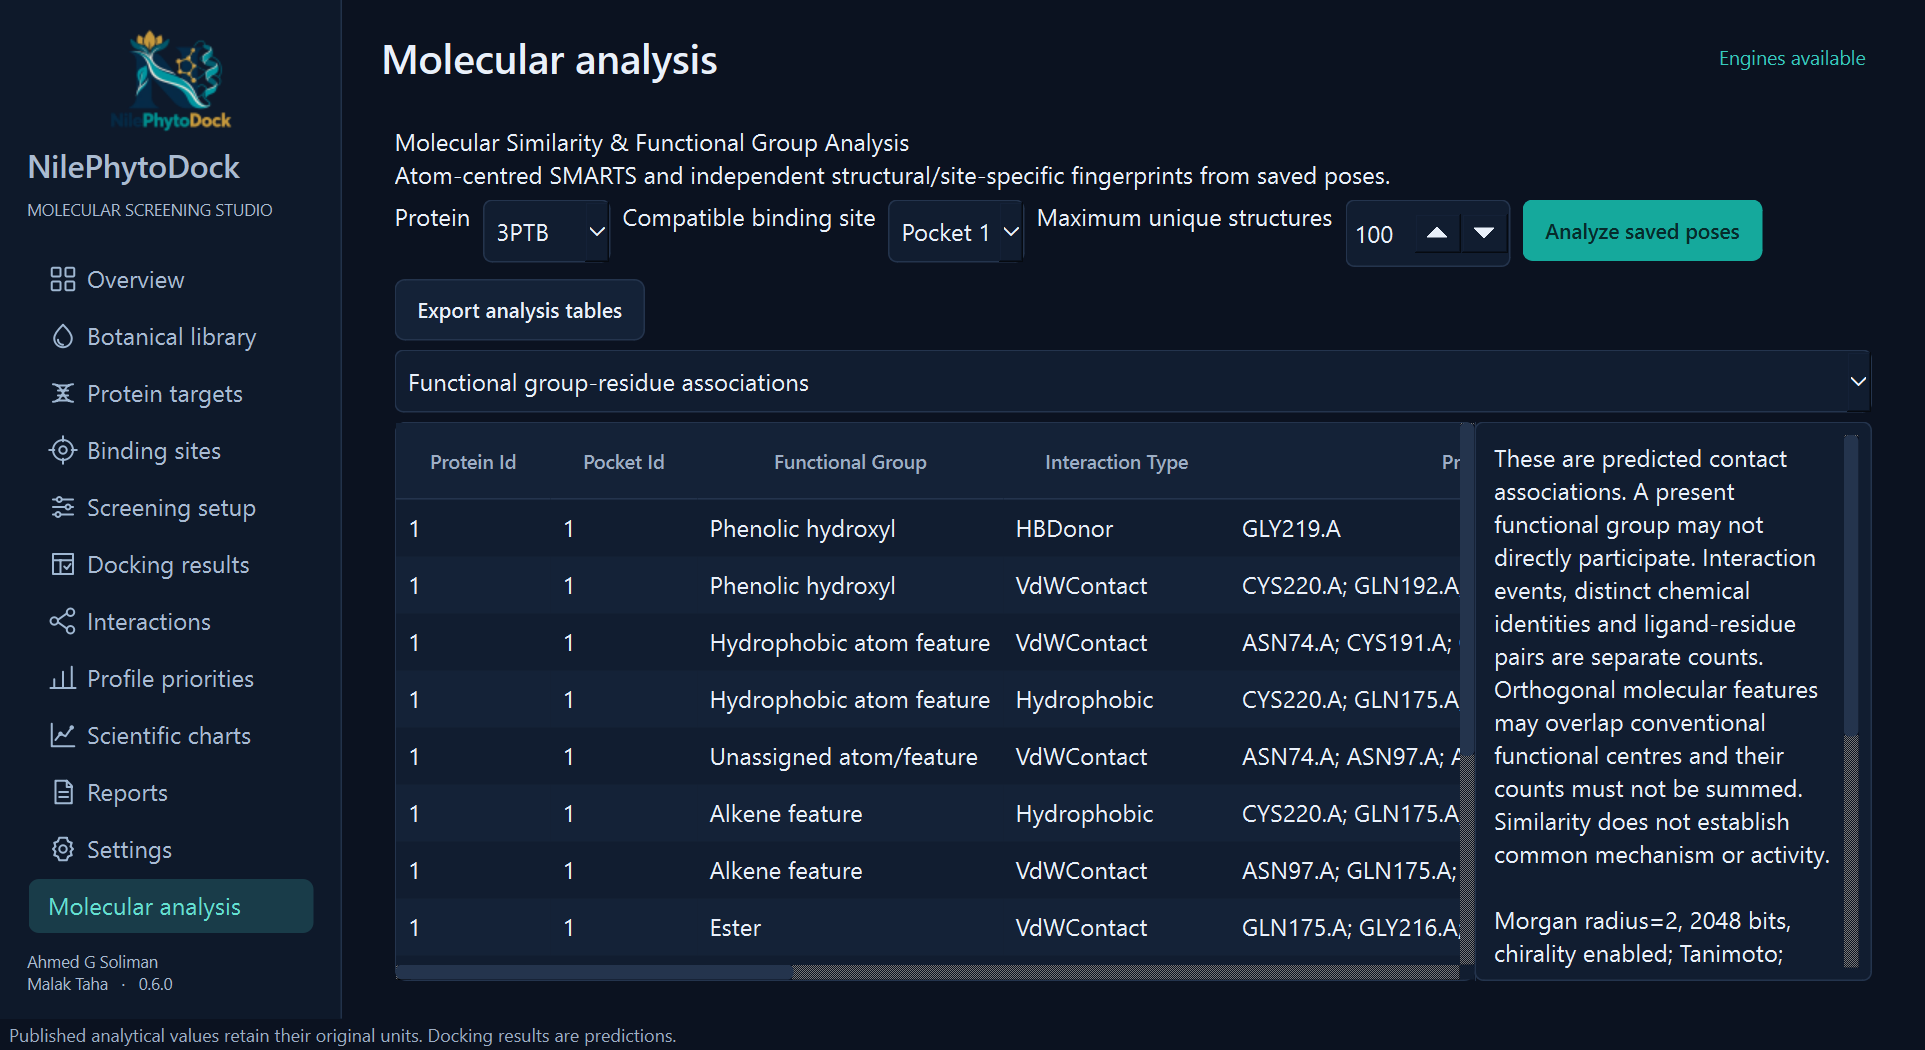 NilePhytoDock
NilePhytoDock
MOLECULAR SCREENING STUDIO
Overview
Botanical library
Protein targets
Binding sites
Screening setup
Docking results
Interactions
Profile priorities
Scientific charts
Reports
Settings
Molecular analysis
Ahmed G Soliman
Malak Taha · 0.6.0
Molecular analysis
Engines available
Molecular Similarity & Functional Group Analysis
Atom-centred SMARTS and independent structural/site-specific fingerprints from saved poses.
Protein 3PTB Compatible binding site Pocket 1 Maximum unique structures 100 Analyze saved poses
Export analysis tables
Functional group-residue associations
Protein Id Pocket Id Functional Group Interaction Type Pr
1 1 Phenolic hydroxyl HBDonor GLY219.A
1 1 Phenolic hydroxyl VdWContact CYS220.A; GLN192.A
1 1 Hydrophobic atom feature VdWContact ASN74.A; CYS191.A;
1 1 Hydrophobic atom feature Hydrophobic CYS220.A; GLN175.A
1 1 Unassigned atom/feature VdWContact ASN74.A; ASN97.A; A
1 1 Alkene feature Hydrophobic CYS220.A; GLN175.A
1 1 Alkene feature VdWContact ASN97.A; GLN175.A;
1 1 Ester VdWContact GLN175.A; GLY216.A;
These are predicted contact
associations. A present
functional group may not
directly participate. Interaction
events, distinct chemical
identities and ligand-residue
pairs are separate counts.
Orthogonal molecular features
may overlap conventional
functional centres and their
counts must not be summed.
Similarity does not establish
common mechanism or activity.
Morgan radius=2, 2048 bits,
chirality enabled; Tanimoto;
Published analytical values retain their original units. Docking results are predictions.